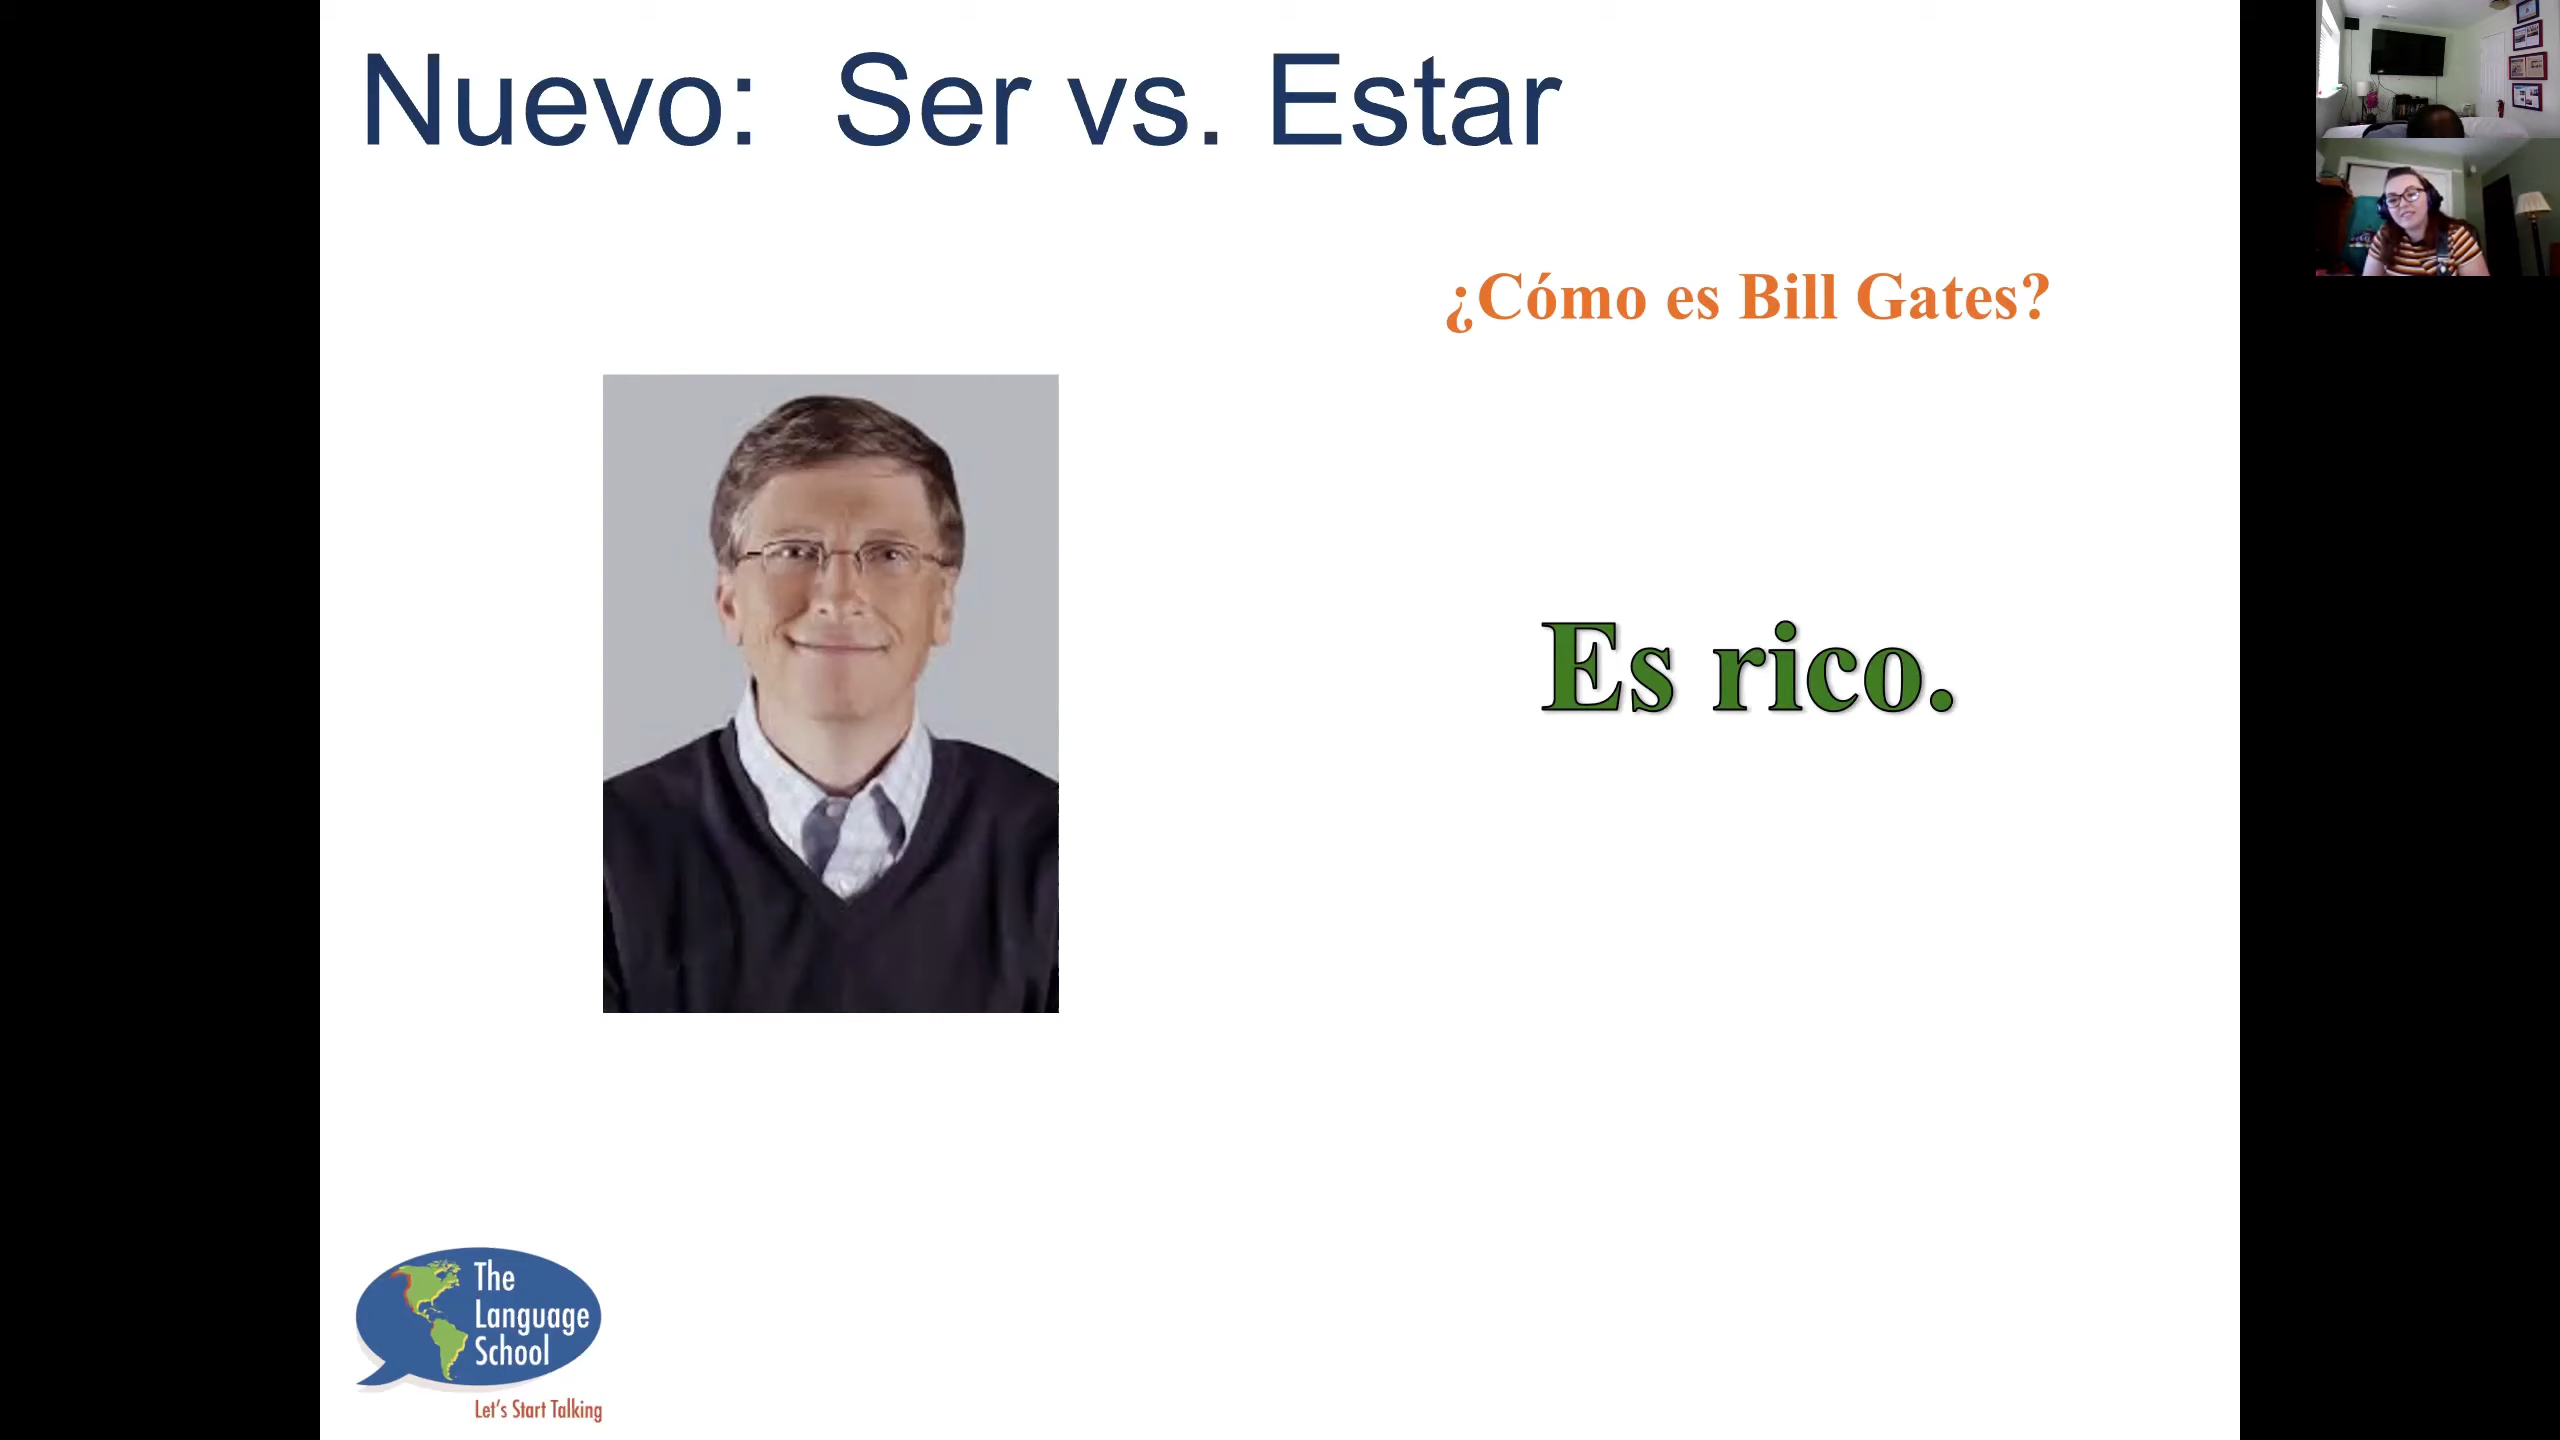 Nuevo: Ser vs. Estar
¿Cómo es Bill Gates?
Es rico.
The
Language
School
Let's Start Talking